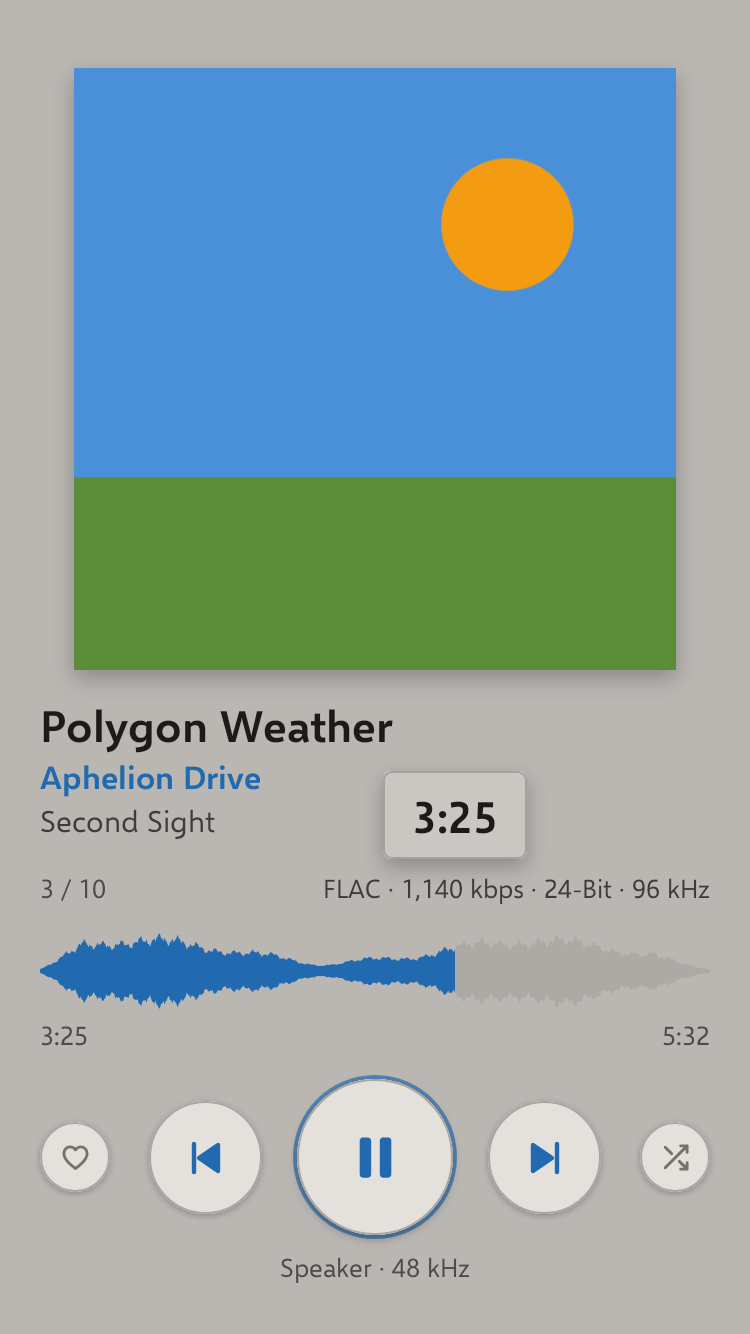 Polygon Weather
Aphelion Drive
Second Sight
3:25
3 / 10
FLAC · 1,140 kbps · 24-Bit · 96 kHz
3:25
5:32
Speaker · 48 kHz